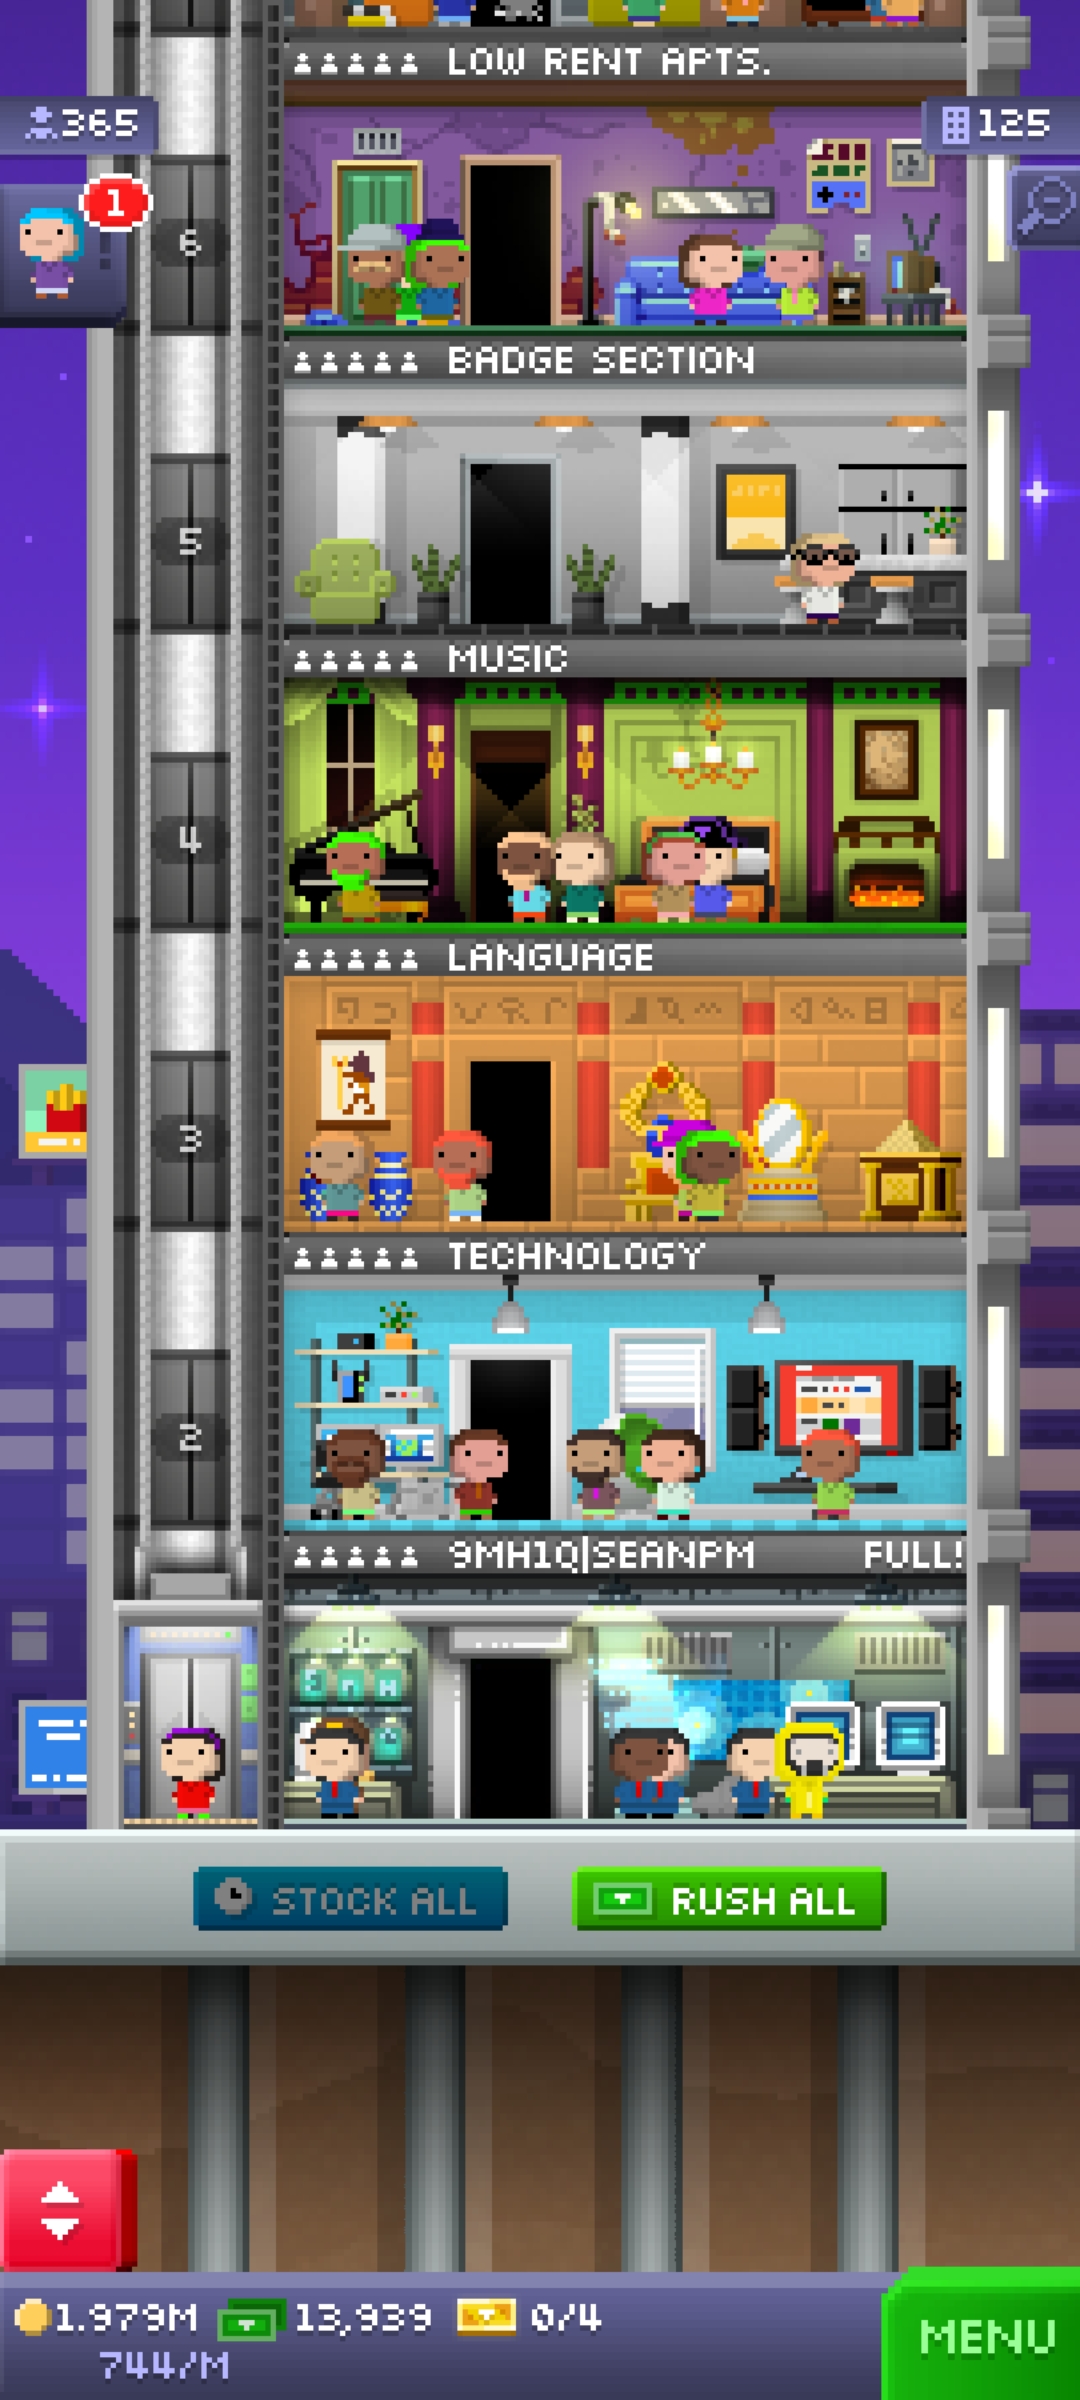 LOW RENT APTS.
365
125
1
6
BADGE SECTION
5
MUSIC
4
LANGUAGE
3
TECHNOLOGY
2
9MH1Q|SEANPM FULL!
STOCK ALL
RUSH ALL
1.979M
13,939
0/4
744/M
MENU